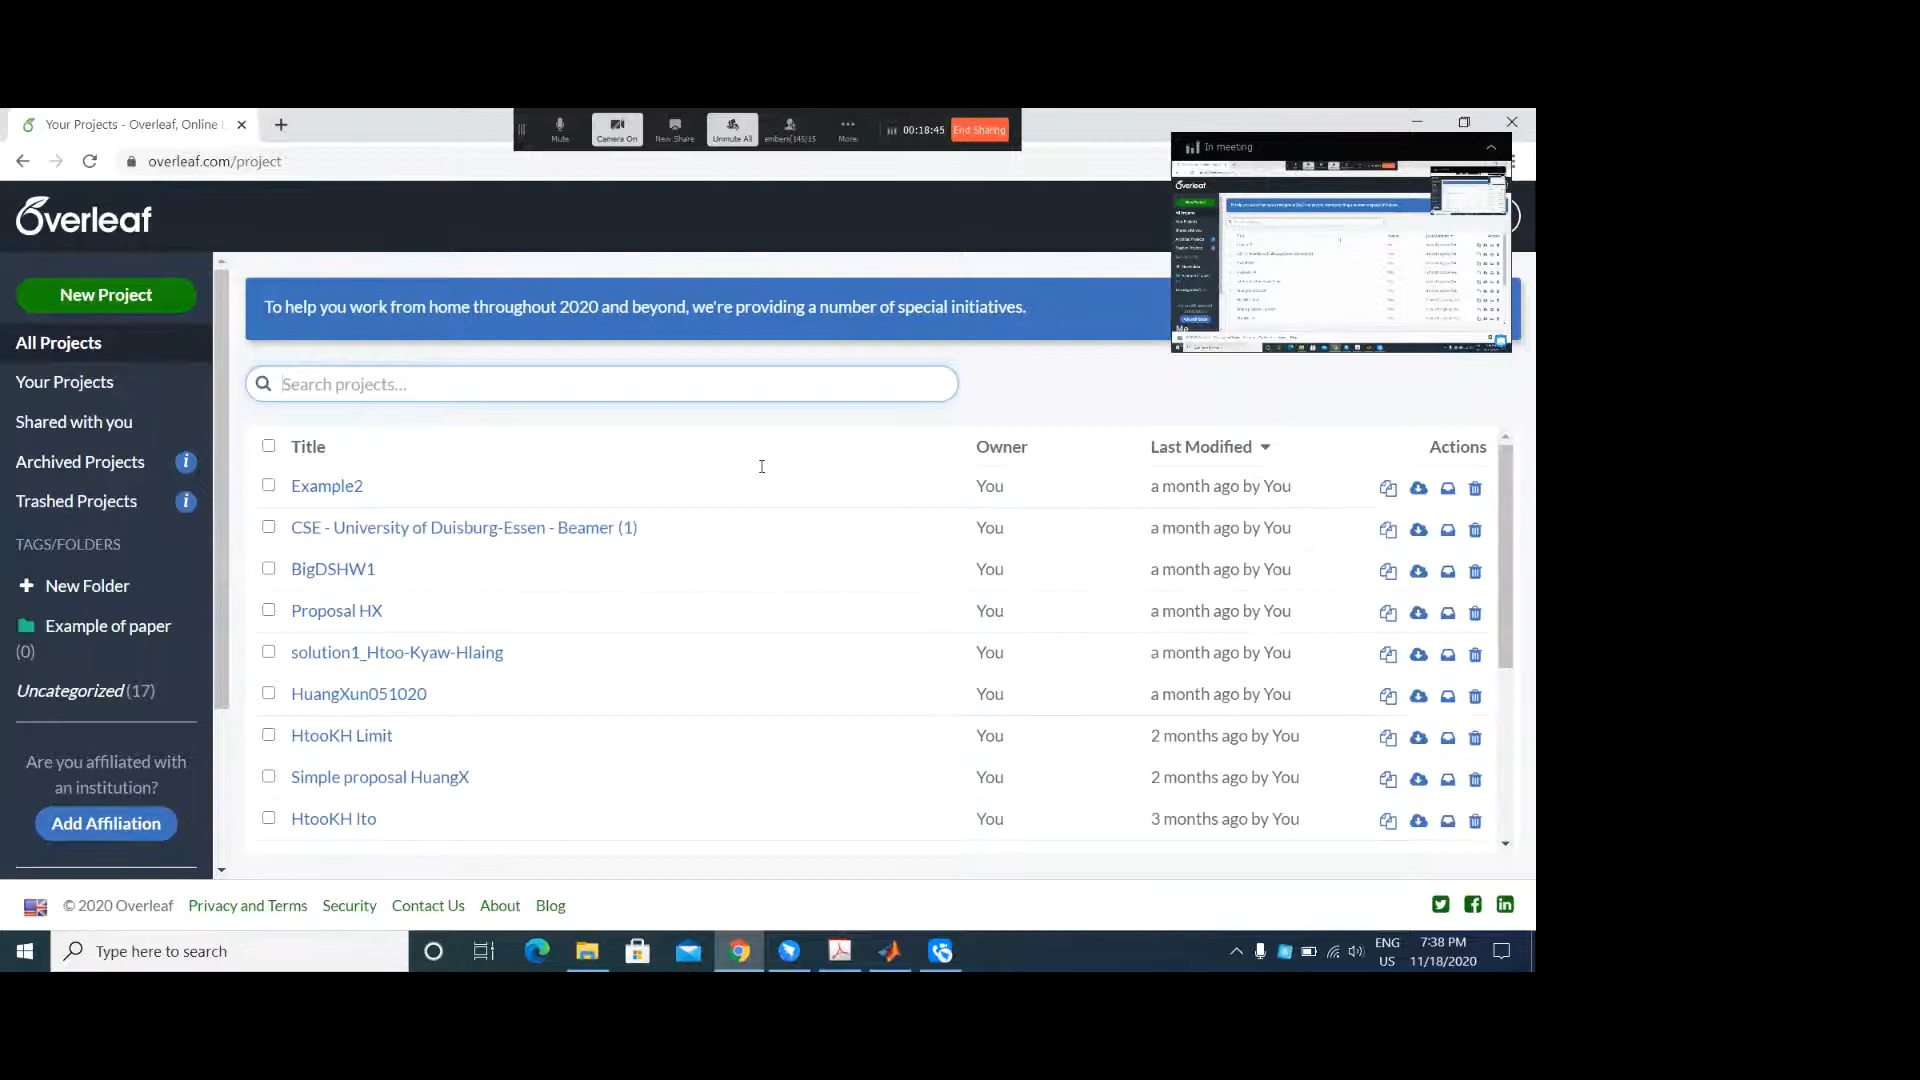 Your Projects - Overleaf, Online
overleaf.com/project
Mute
Camera On
New Share
Unmute All
embers(145/15
More
00:18:45
End Sharing
In meeting
Overleaf
New Project
All Projects
Your Projects
Shared with you
Archived Projects
Trashed Projects
TAGS/FOLDERS
New Folder
Example of paper
(0)
Uncategorized (17)
Are you affiliated with
an institution?
Add Affiliation
To help you work from home throughout 2020 and beyond, we're providing a number of special initiatives.
Search projects...
Title Owner Last Modified Actions
Example2 You a month ago by You
CSE - University of Duisburg-Essen - Beamer (1) You a month ago by You
BigDSHW1 You a month ago by You
Proposal HX You a month ago by You
solution1_Htoo-Kyaw-Hlaing You a month ago by You
HuangXun051020 You a month ago by You
HtooKH Limit You 2 months ago by You
Simple proposal HuangX You 2 months ago by You
HtooKH Ito You 3 months ago by You
© 2020 Overleaf Privacy and Terms Security Contact Us About Blog
Type here to search
ENG
US
7:38 PM
11/18/2020